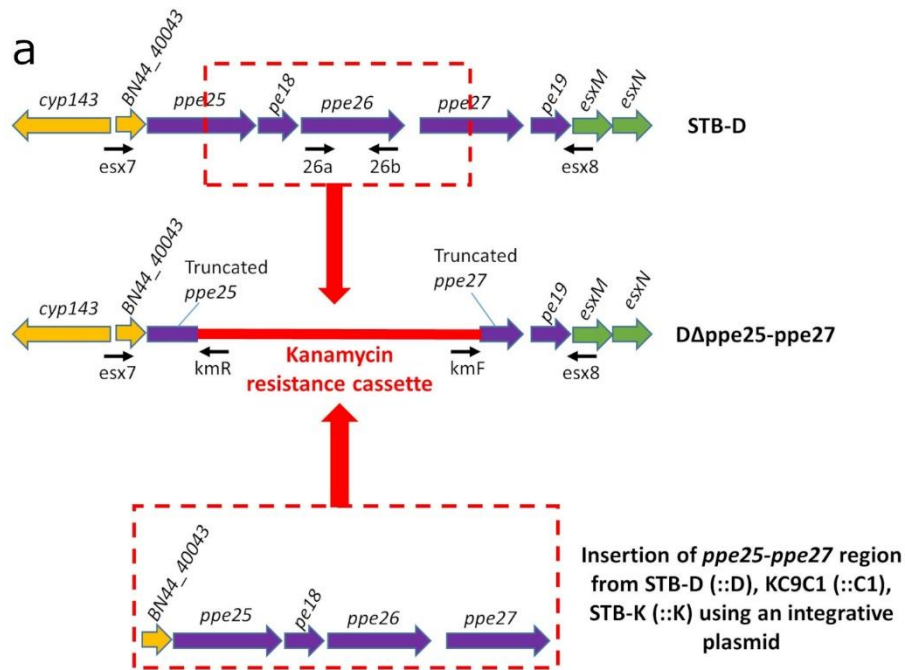 a
cyp143 BN44_40043 ppe25 pe18 ppe26 ppe27 pe19 esxM esxN
STB-D
esx7 26a 26b esx8
cyp143 BN44_40043 Truncated ppe25 Truncated ppe27 pe19 esxM esxN
DΔppe25-ppe27
esx7 kmR kmF esx8
Kanamycin
resistance cassette
BN44_40043 ppe25 pe18 ppe26 ppe27
Insertion of ppe25-ppe27 region
from STB-D (::D), KC9C1 (::C1),
STB-K (::K) using an integrative
plasmid